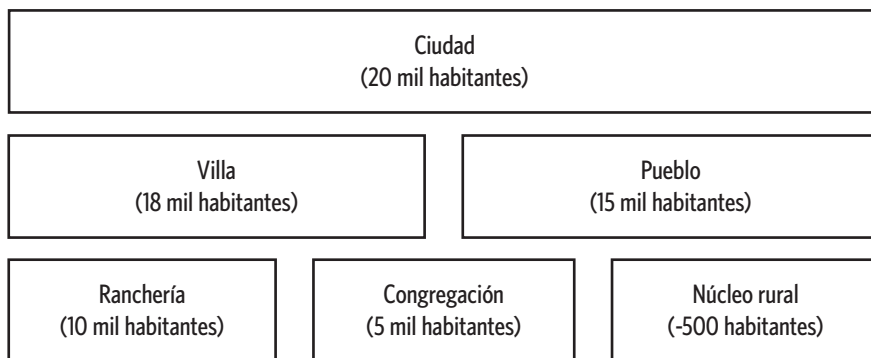 Ciudad
(20 mil habitantes)
Villa
(18 mil habitantes)
Pueblo
(15 mil habitantes)
Ranchería
(10 mil habitantes)
Congregación
(5 mil habitantes)
Núcleo rural
(-500 habitantes)